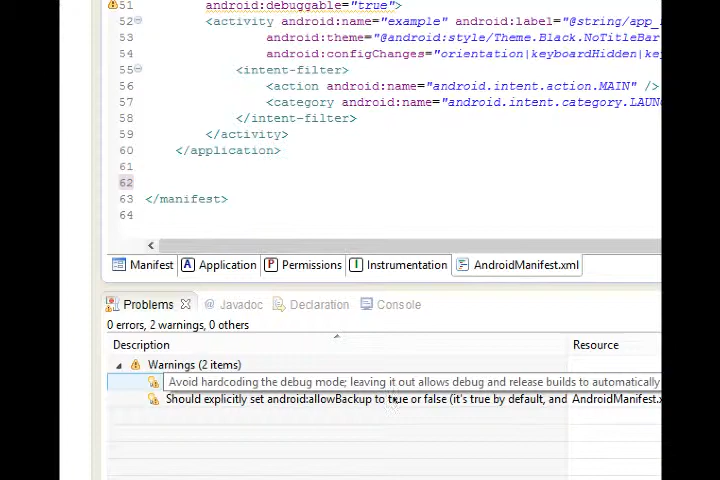 51 android:debuggable="true">
52 <activity android:name="example" android:label="@string/app_
53 android:theme="@android:style/Theme.Black.NoTitleBar
54 android:configChanges="orientation|keyboardHidden|key
55 <intent-filter>
56 <action android:name="android.intent.action.MAIN" />
57 <category android:name="android.intent.category.LAUN
58 </intent-filter>
59 </activity>
60 </application>
61
62
63 </manifest>
64
Manifest Application Permissions Instrumentation AndroidManifest.xml
Problems Javadoc Declaration Console
0 errors, 2 warnings, 0 others
Description Resource
Warnings (2 items)
Avoid hardcoding the debug mode; leaving it out allows debug and release builds to automatically
Should explicitly set android:allowBackup to true or false (it's true by default, and AndroidManifest.x